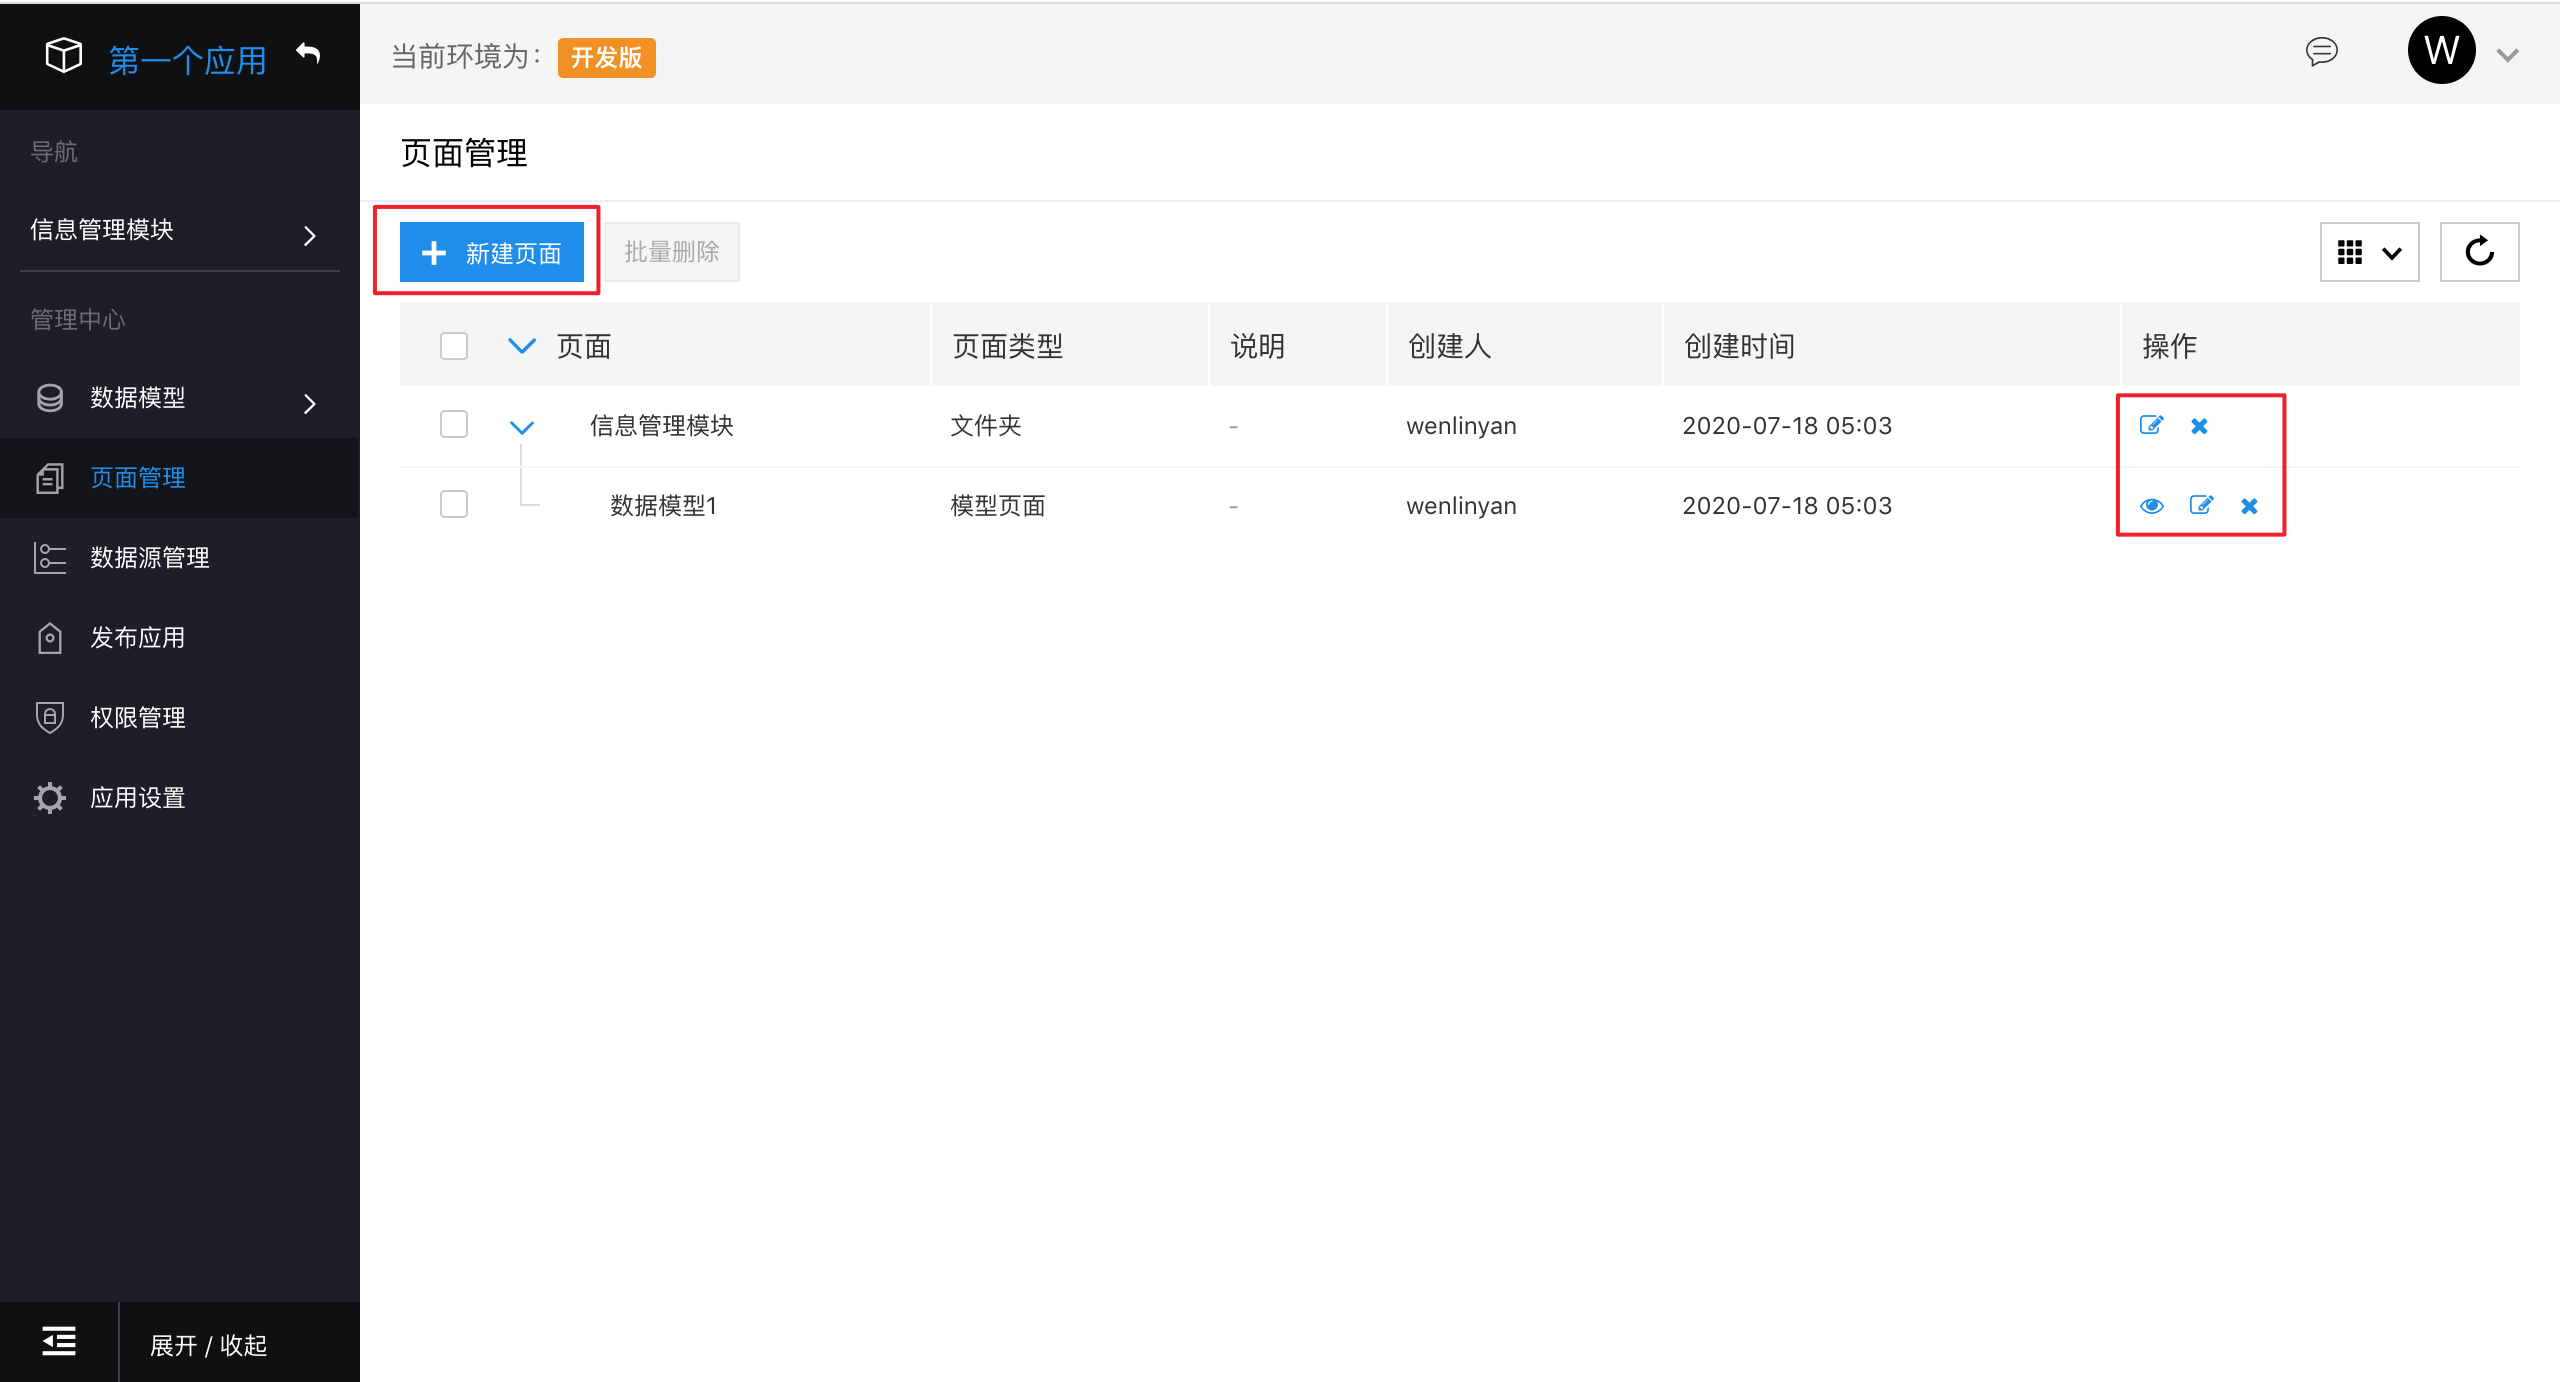 第一个应用
当前环境为：
开发版
W
导航
信息管理模块
管理中心
数据模型
页面管理
数据源管理
发布应用
权限管理
应用设置
展开 / 收起
页面管理
新建页面
批量删除
页面 页面类型 说明 创建人 创建时间 操作
信息管理模块 文件夹 - wenlinyan 2020-07-18 05:03
数据模型1 模型页面 - wenlinyan 2020-07-18 05:03